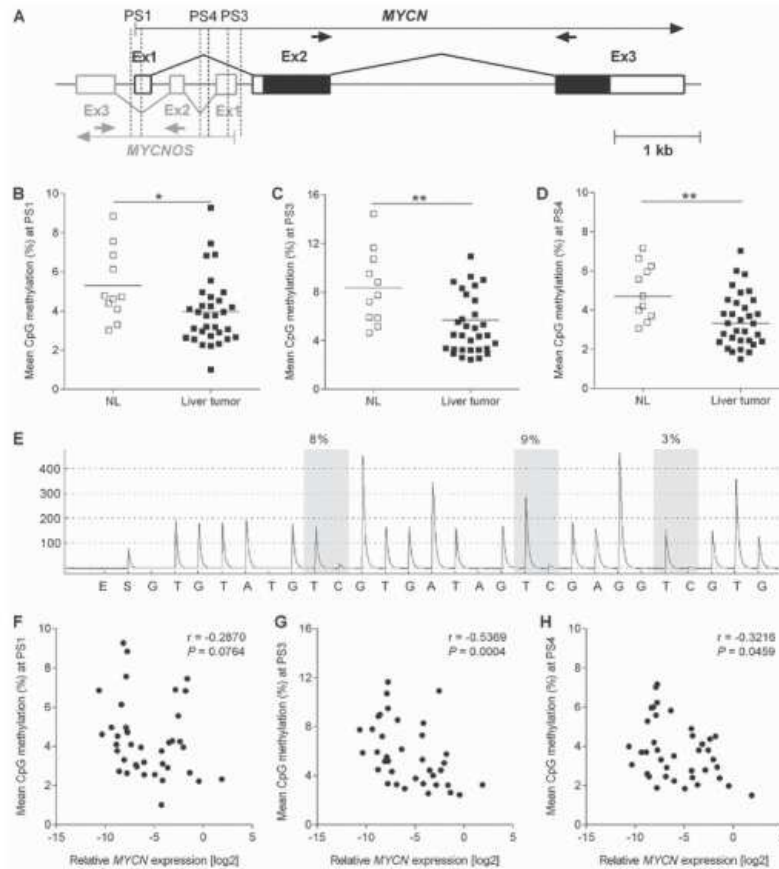 A
PS1 PS4 PS3
MYCN
Ex1 Ex2 Ex3
Ex3 Ex2 Ex1
MYCNOS
1 kb
B
Mean CpG methylation (%) at PS1
10
8
6
4
2
0
*
NL Liver tumor
C
Mean CpG methylation (%) at PS3
16
12
8
4
0
**
NL Liver tumor
D
Mean CpG methylation (%) at PS4
10
8
6
4
2
0
**
NL Liver tumor
E
8% 9% 3%
400
300
200
100
E S G T G T A T G T C G T G A T A G T C G A G G T C G T G
F
Mean CpG methylation (%) at PS1
10
8
6
4
2
0
r = -0.2870
P = 0.0764
-15 -10 -5 0 5
Relative MYCN expression [log2]
G
Mean CpG methylation (%) at PS3
16
12
8
4
0
r = -0.5369
P = 0.0004
-15 -10 -5 0 5
Relative MYCN expression [log2]
H
Mean CpG methylation (%) at PS4
10
8
6
4
2
0
r = -0.3216
P = 0.0459
-15 -10 -5 0 5
Relative MYCN expression [log2]